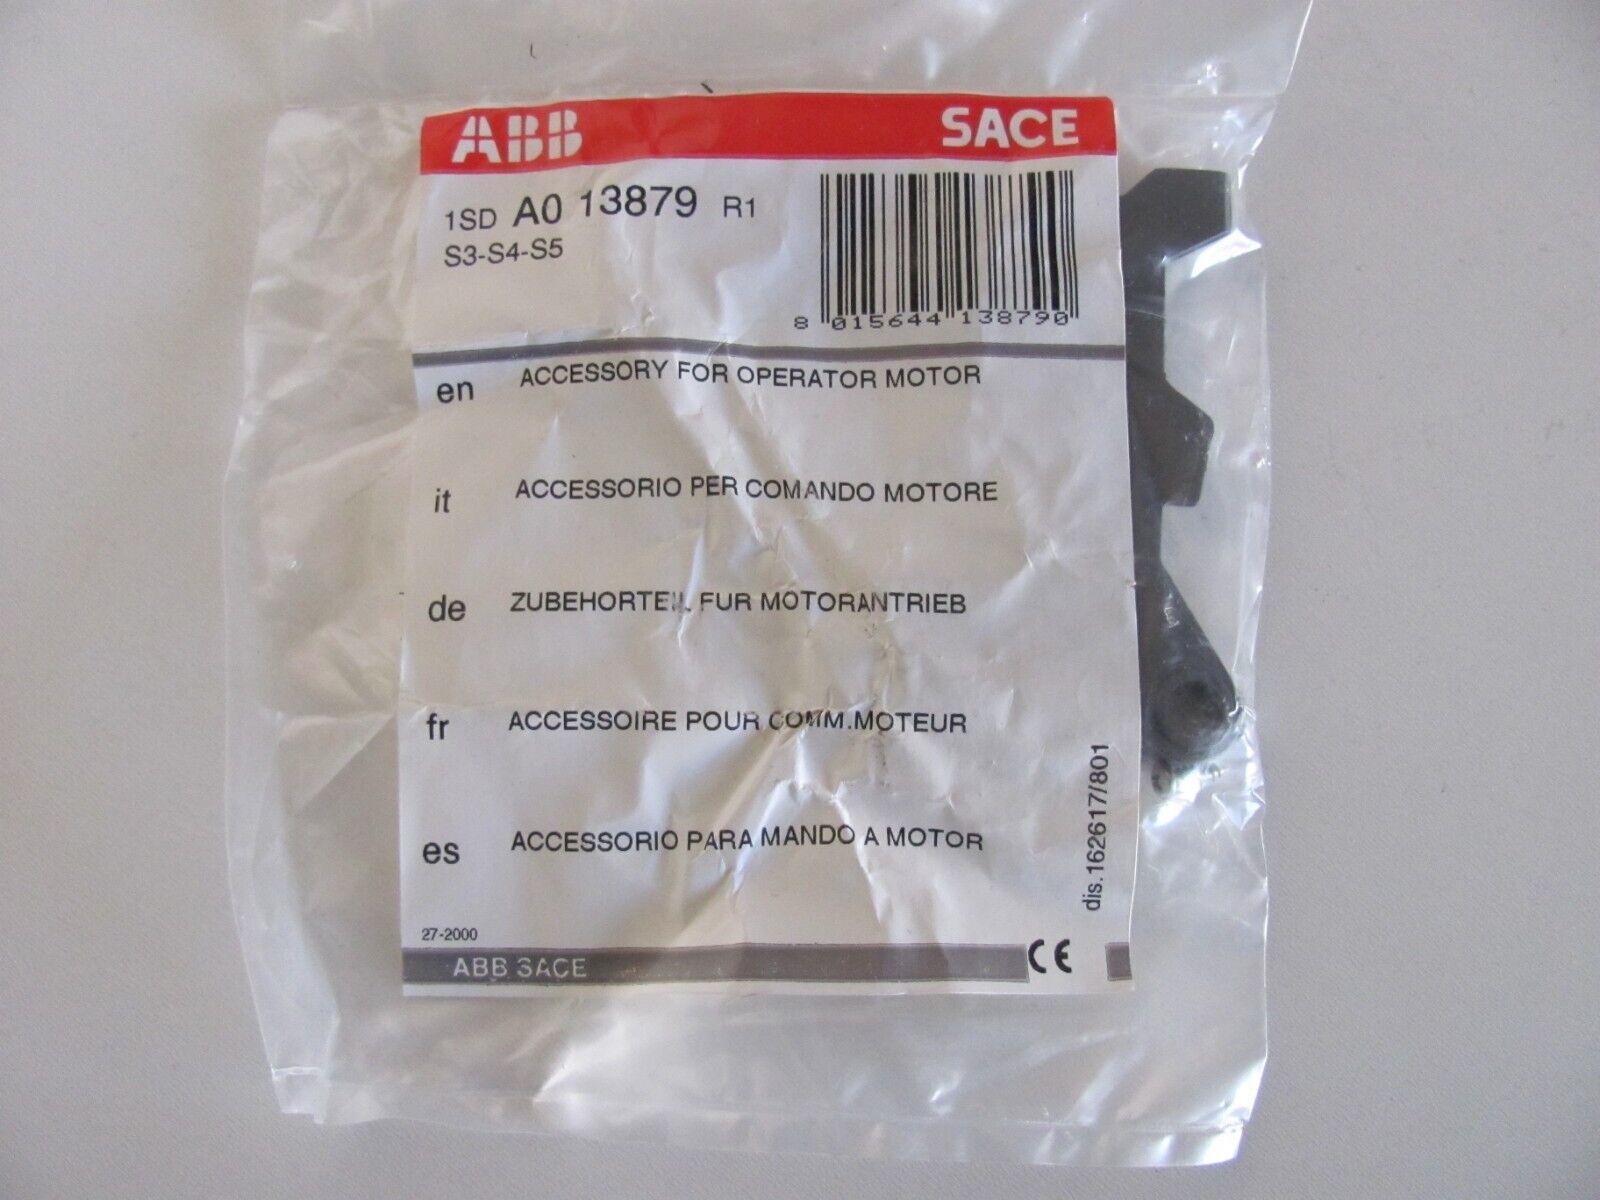 ABB SACE
1SD A0 13879 R1
S3-S4-S5
8 015644 138790
en ACCESSORY FOR OPERATOR MOTOR
it ACCESSORIO PER COMANDO MOTORE
de ZUBEHORTEIL FUR MOTORANTRIEB
fr ACCESSOIRE POUR COMM.MOTEUR
es ACCESSORIO PARA MANDO A MOTOR
dis.162617/801
27-2000
ABB SACE CE